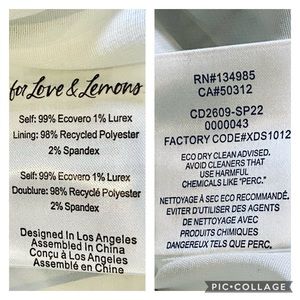 for Love & Lemons
Self: 99% Ecovero 1% Lurex
Lining: 98% Recycled Polyester
2% Spandex
Self: 99% Ecovero 1% Lurex
Doublure: 98% Recyclé Polyester
2% Spandex
Designed In Los Angeles
Assembled In China
Conçu à Los Angeles
Assemblé en Chine
RN#134985
CA#50312
CD2609-SP22
0000043
FACTORY CODE#XDS1012
ECO DRY CLEAN ADVISED.
AVOID CLEANERS THAT
USE HARMFUL
CHEMICALS LIKE "PERC."
NETTOYAGE À SEC ECO RECOMMANDÉ.
EVITER D'UTILISER DES AGENTS
DE NETTOYAGE AVEC
PRODUITS CHIMIQUES
DANGEREUX TELS QUE PERC.
PIC•COLLAGE